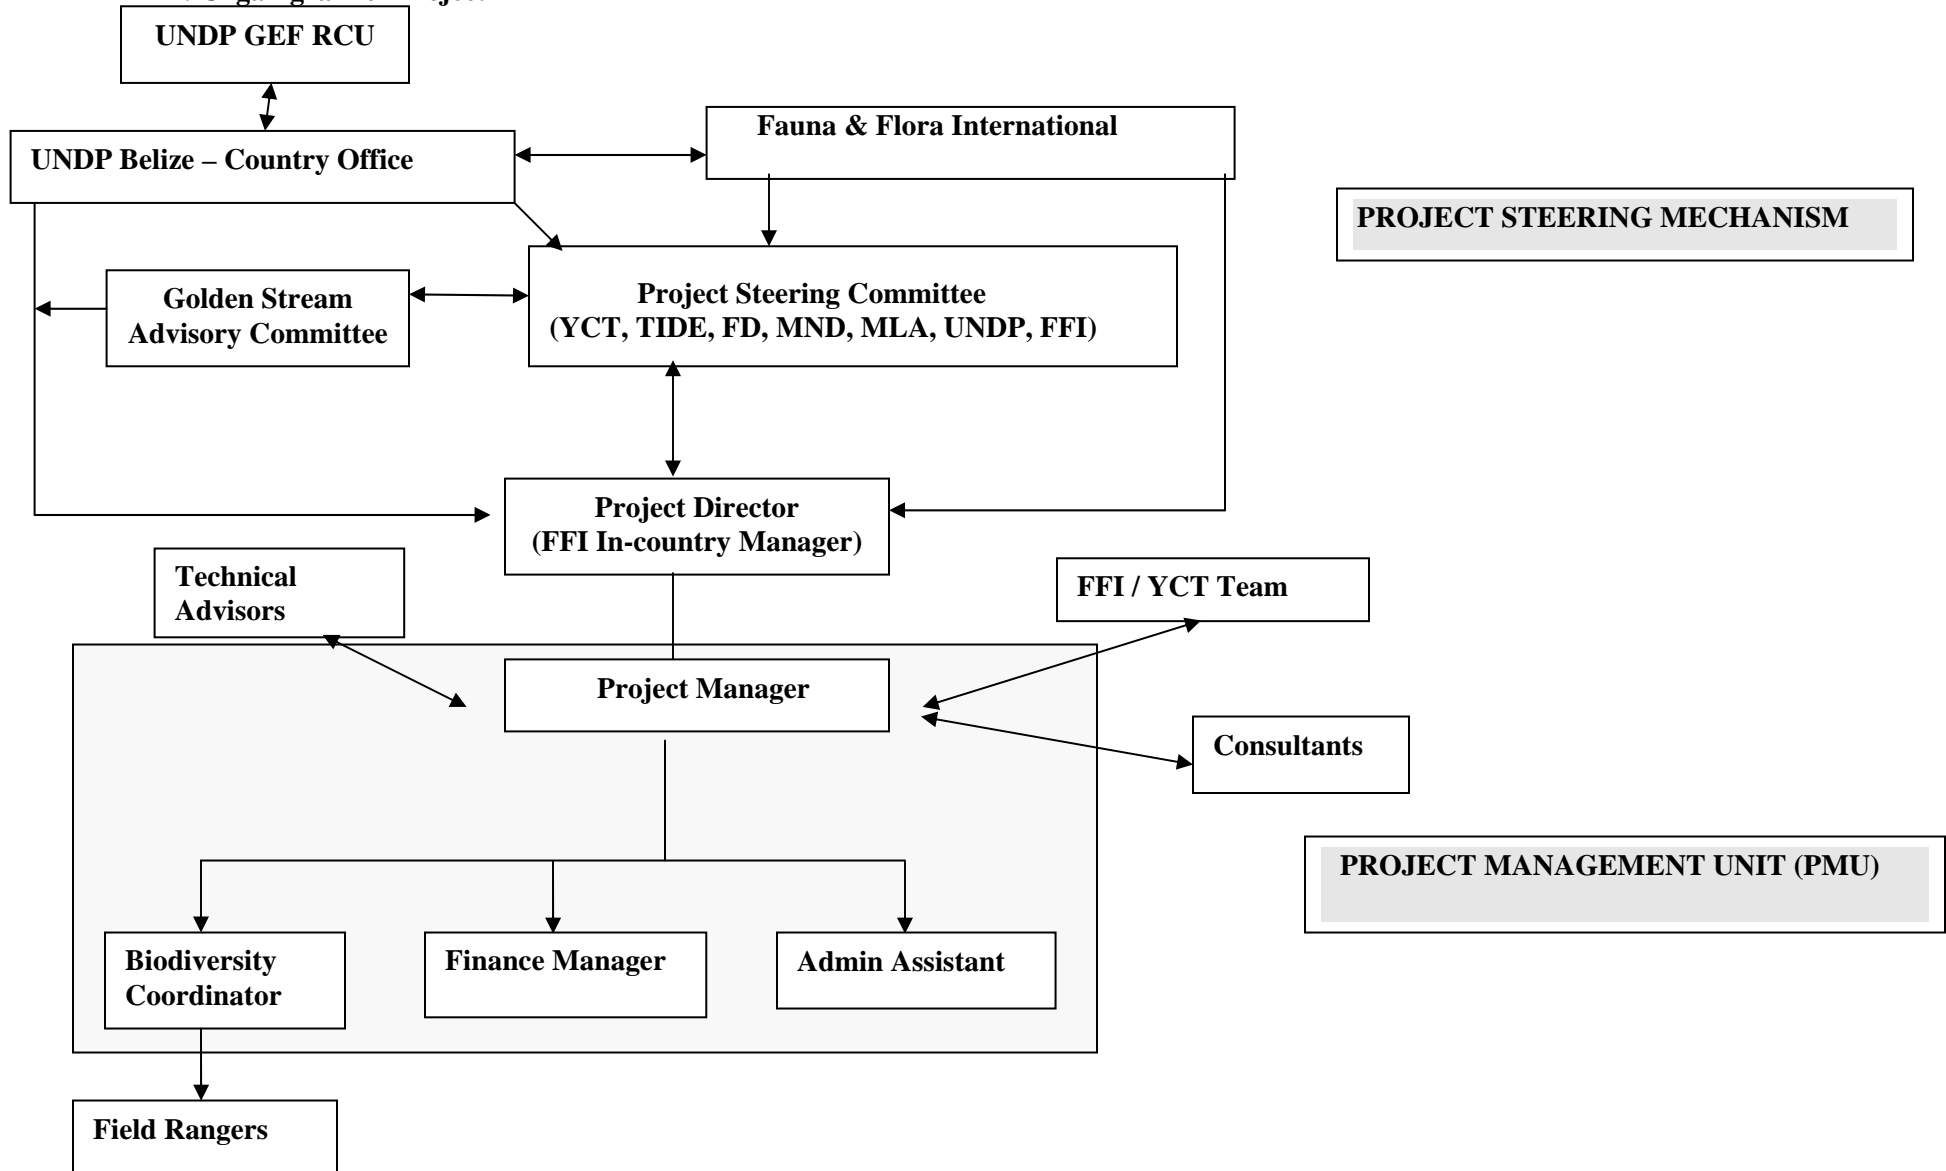 UNDP GEF RCU
Fauna & Flora International
UNDP Belize – Country Office
PROJECT STEERING MECHANISM
Golden Stream
Advisory Committee
Project Steering Committee
(YCT, TIDE, FD, MND, MLA, UNDP, FFI)
Project Director
(FFI In-country Manager)
Technical
Advisors
FFI / YCT Team
Project Manager
Consultants
PROJECT MANAGEMENT UNIT (PMU)
Biodiversity
Coordinator
Finance Manager
Admin Assistant
Field Rangers